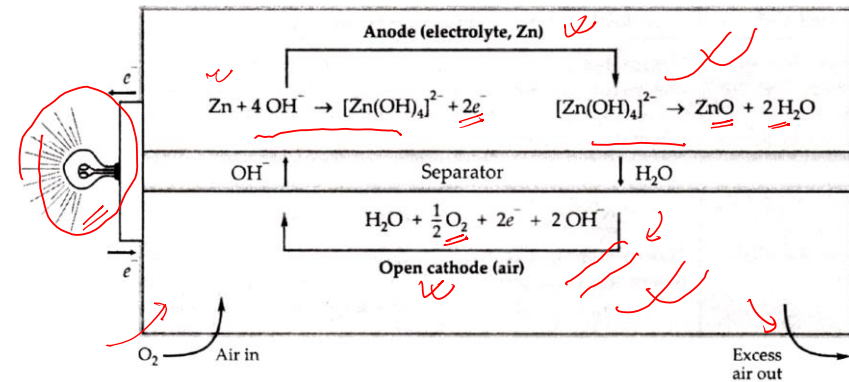 Anode (electrolyte, Zn)
e⁻
Zn + 4 OH⁻ → [Zn(OH)₄]²⁻ + 2e⁻
[Zn(OH)₄]²⁻ → ZnO + 2 H₂O
OH⁻
Separator
H₂O
H₂O + 1/2 O₂ + 2e⁻ + 2 OH⁻
e⁻
Open cathode (air)
O₂
Air in
Excess
air out